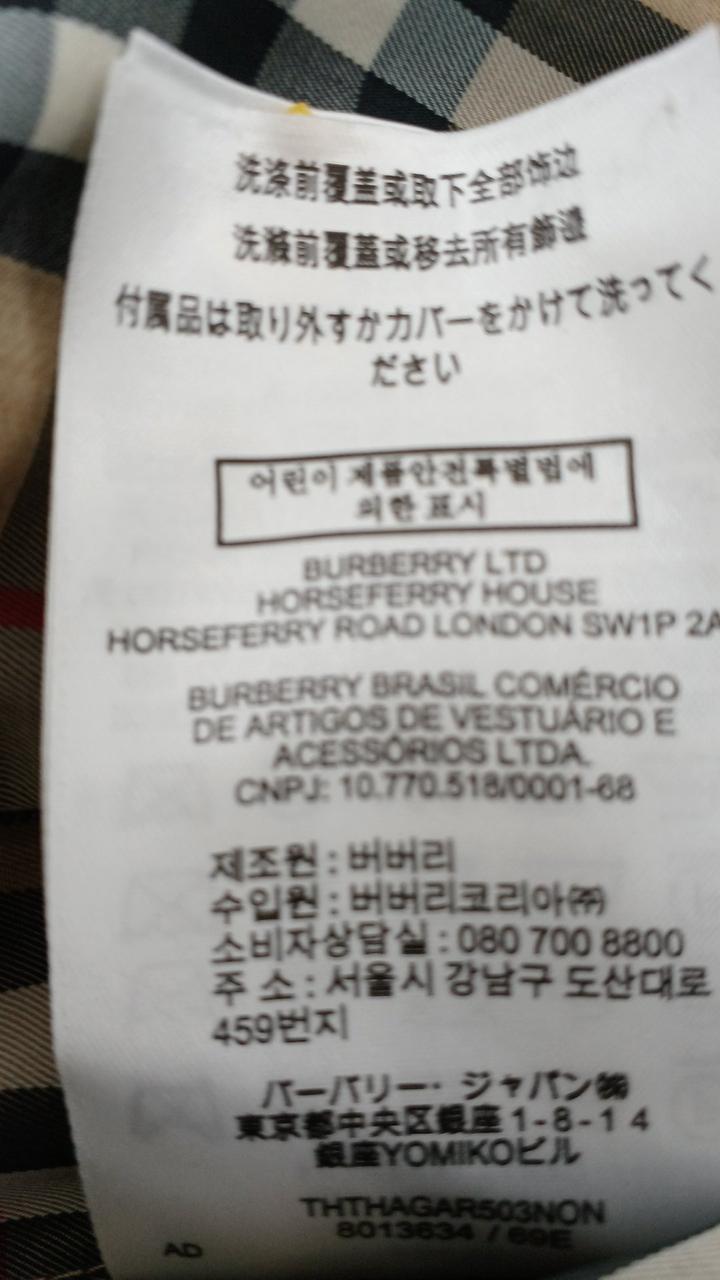 洗涤前覆盖或取下全部饰边
洗滌前覆蓋或移去所有飾邊
付属品は取り外すかカバーをかけて洗ってく
ださい
어린이 제품안전특별법에
의한 표시
BURBERRY LTD
HORSEFERRY HOUSE
HORSEFERRY ROAD LONDON SW1P 2A
BURBERRY BRASIL COMÉRCIO
DE ARTIGOS DE VESTUÁRIO E
ACESSÓRIOS LTDA.
CNPJ: 10.770.518/0001-68
제조원 : 버버리
수입원 : 버버리코리아㈜
소비자상담실 : 080 700 8800
주 소 : 서울시 강남구 도산대로
459번지
バーバリー・ジャパン㈱
東京都中央区銀座 1-8-1 4
銀座YOMIKOビル
THTHAGAR503NON
8013634 / 69E
AD